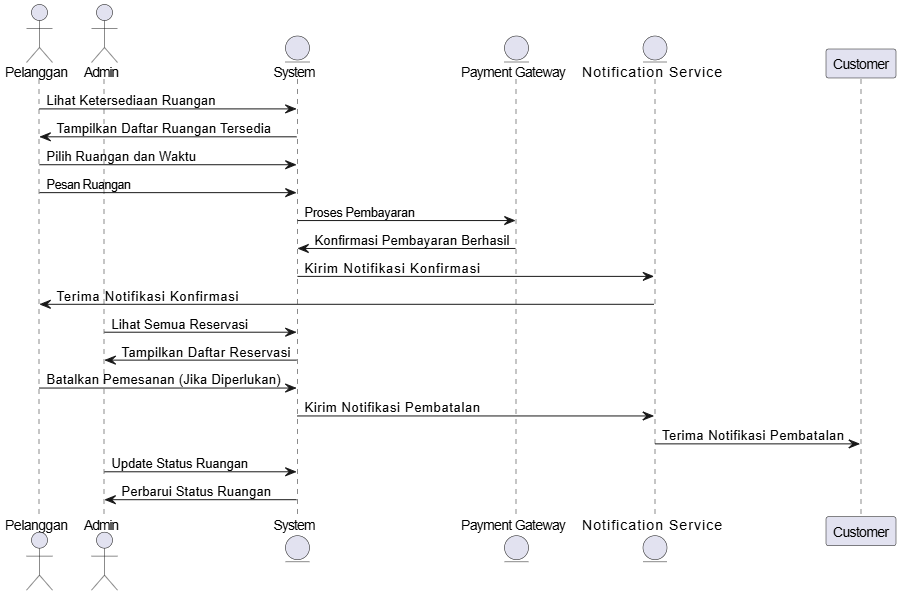 Pelanggan Admin System Payment Gateway Notification Service Customer
Lihat Ketersediaan Ruangan
Tampilkan Daftar Ruangan Tersedia
Pilih Ruangan dan Waktu
Pesan Ruangan
Proses Pembayaran
Konfirmasi Pembayaran Berhasil
Kirim Notifikasi Konfirmasi
Terima Notifikasi Konfirmasi
Lihat Semua Reservasi
Tampilkan Daftar Reservasi
Batalkan Pemesanan (Jika Diperlukan)
Kirim Notifikasi Pembatalan
Terima Notifikasi Pembatalan
Update Status Ruangan
Perbarui Status Ruangan
Pelanggan Admin System Payment Gateway Notification Service Customer